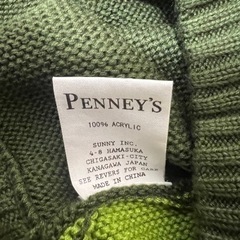 PENNEY'S
100% ACRYLIC
SUNNY INC.
4-8 HAMASUKA
CHIGASAKI-CITY
KANAGAWA JAPAN
SEE REVERS FOR CARE
MADE IN CHINA